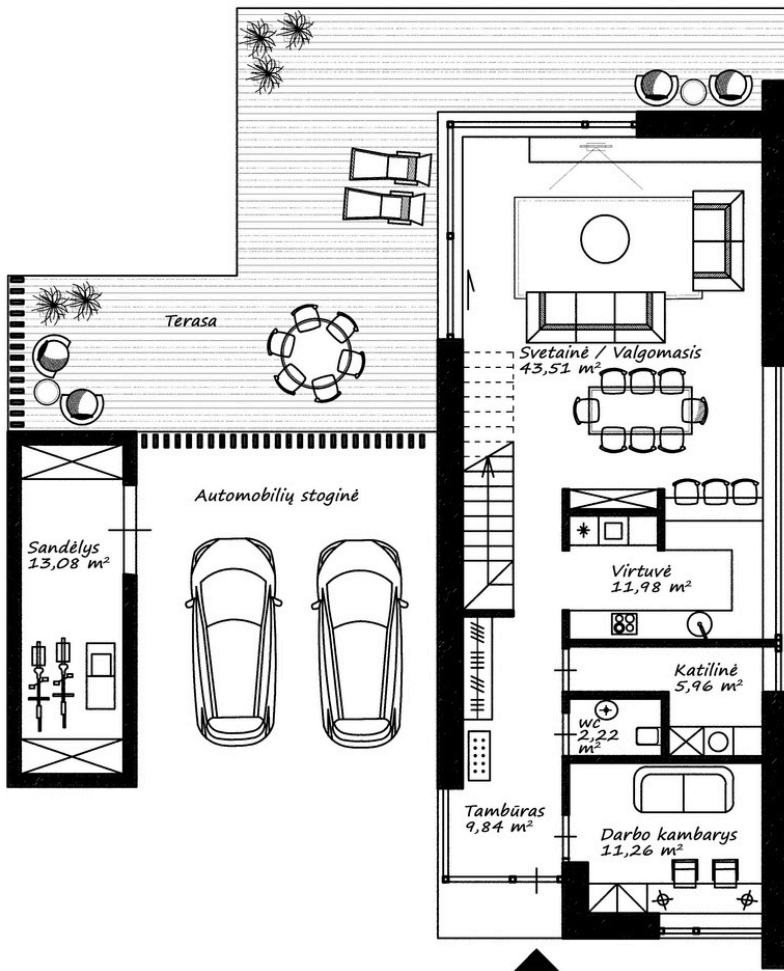 Terasa
Svetainė / Valgomasis
43,51 m²
Automobilių stoginė
Sandėlys
13,08 m²
Virtuvė
11,98 m²
Katilinė
5,96 m²
wc
2,22
m²
Tambūras
9,84 m²
Darbo kambarys
11,26 m²